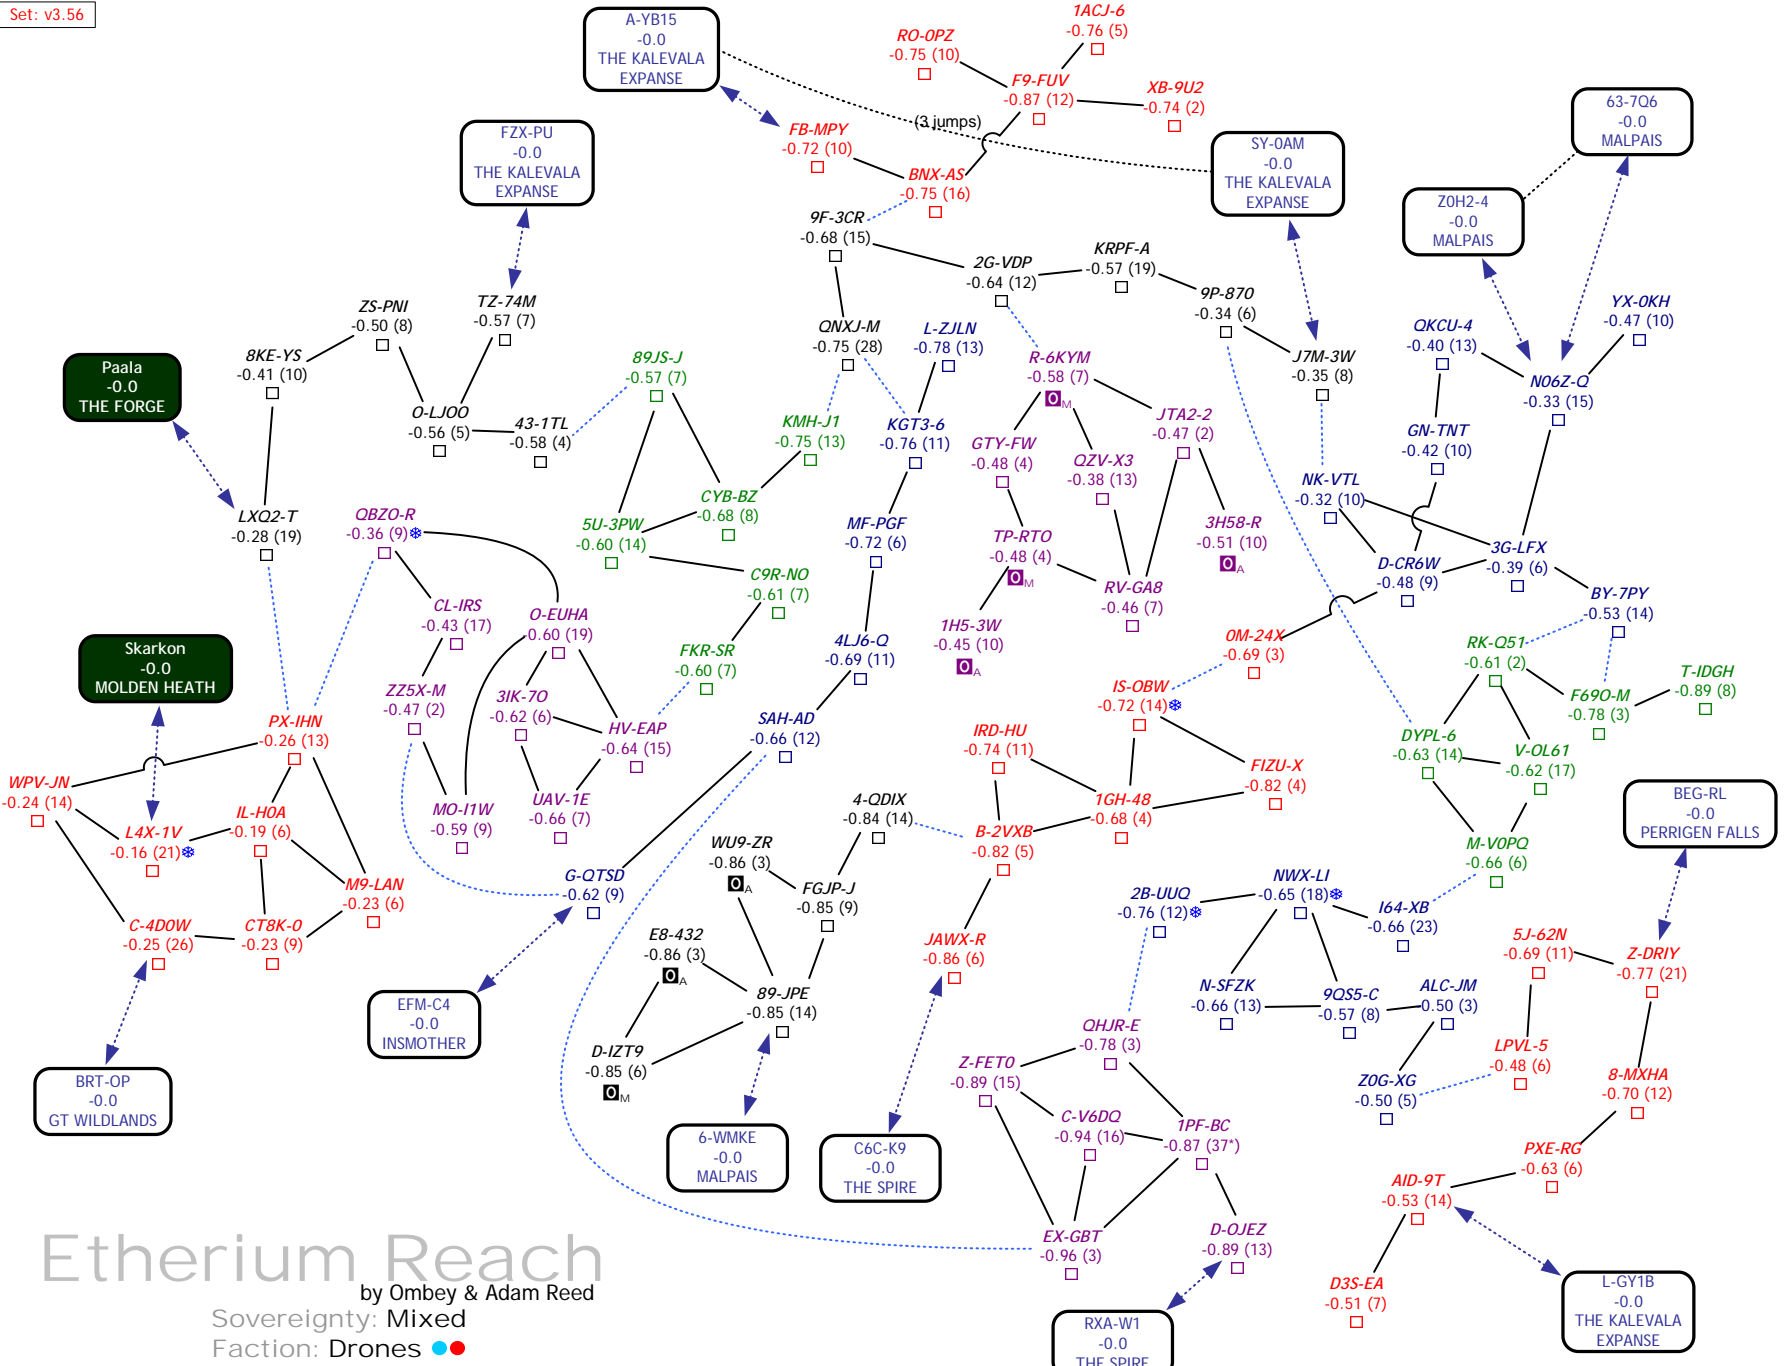 Set: v3.56
A-YB15
-0.0
THE KALEVALA
EXPANSE
RO-0PZ
-0.75 (10)
1ACJ-6
-0.76 (5)
F9-FUV
-0.87 (12)
XB-9U2
-0.74 (2)
(3 jumps)
FB-MPY
-0.72 (10)
BNX-AS
-0.75 (16)
FZX-PU
-0.0
THE KALEVALA
EXPANSE
SY-0AM
-0.0
THE KALEVALA
EXPANSE
63-7Q6
-0.0
MALPAIS
Z0H2-4
-0.0
MALPAIS
9F-3CR
-0.68 (15)
2G-VDP
-0.64 (12)
KRPF-A
-0.57 (19)
9P-870
-0.34 (6)
ZS-PNI
-0.50 (8)
TZ-74M
-0.57 (7)
QNXJ-M
-0.75 (28)
L-ZJLN
-0.78 (13)
J7M-3W
-0.35 (8)
QKCU-4
-0.40 (13)
YX-0KH
-0.47 (10)
8KE-YS
-0.41 (10)
89JS-J
-0.57 (7)
R-6KYM
-0.58 (7)
0M
N06Z-Q
-0.33 (15)
Paala
-0.0
THE FORGE
O-LJOO
-0.56 (5)
43-1TL
-0.58 (4)
KMH-J1
-0.75 (13)
KGT3-6
-0.76 (11)
GTY-FW
-0.48 (4)
JTA2-2
-0.47 (2)
QZV-X3
-0.38 (13)
GN-TNT
-0.42 (10)
NK-VTL
-0.32 (10)
LXQ2-T
-0.28 (19)
QBZO-R
-0.36 (9)
CYB-BZ
-0.68 (8)
5U-3PW
-0.60 (14)
MF-PGF
-0.72 (6)
TP-RTO
-0.48 (4)
0M
3H58-R
-0.51 (10)
0A
3G-LFX
-0.39 (6)
D-CR6W
-0.48 (9)
C9R-NO
-0.61 (7)
RV-GA8
-0.46 (7)
BY-7PY
-0.53 (14)
CL-IRS
-0.43 (17)
O-EUHA
0.60 (19)
1H5-3W
-0.45 (10)
0A
4LJ6-Q
-0.69 (11)
FKR-SR
-0.60 (7)
0M-24X
-0.69 (3)
RK-Q51
-0.61 (2)
T-IDGH
-0.89 (8)
F69O-M
-0.78 (3)
Skarkon
-0.0
MOLDEN HEATH
ZZ5X-M
-0.47 (2)
3IK-7O
-0.62 (6)
IS-OBW
-0.72 (14)
PX-IHN
-0.26 (13)
HV-EAP
-0.64 (15)
SAH-AD
-0.66 (12)
IRD-HU
-0.74 (11)
DYPL-6
-0.63 (14)
V-OL61
-0.62 (17)
FIZU-X
-0.82 (4)
WPV-JN
-0.24 (14)
IL-H0A
-0.19 (6)
MO-I1W
-0.59 (9)
UAV-1E
-0.66 (7)
4-QDIX
-0.84 (14)
1GH-48
-0.68 (4)
BEG-RL
-0.0
PERRIGEN FALLS
L4X-1V
-0.16 (21)
B-2VXB
-0.82 (5)
WU9-ZR
-0.86 (3)
0A
M-V0PQ
-0.66 (6)
M9-LAN
-0.23 (6)
G-QTSD
-0.62 (9)
FGJP-J
-0.85 (9)
NWX-LI
-0.65 (18)
2B-UUQ
-0.76 (12)
I64-XB
-0.66 (23)
C-4D0W
-0.25 (26)
CT8K-0
-0.23 (9)
E8-432
-0.86 (3)
0A
JAWX-R
-0.86 (6)
5J-62N
-0.69 (11)
Z-DRIY
-0.77 (21)
N-SFZK
-0.66 (13)
9QS5-C
-0.57 (8)
ALC-JM
0.50 (3)
89-JPE
-0.85 (14)
EFM-C4
-0.0
INSMOTHER
QHJR-E
-0.78 (3)
D-IZT9
-0.85 (6)
0M
Z-FET0
-0.89 (15)
LPVL-5
-0.48 (6)
BRT-OP
-0.0
GT WILDLANDS
Z0G-XG
-0.50 (5)
8-MXHA
-0.70 (12)
C-V6DQ
-0.94 (16)
1PF-BC
-0.87 (37*)
6-WMKE
-0.0
MALPAIS
C6C-K9
-0.0
THE SPIRE
PXE-RG
-0.63 (6)
AID-9T
-0.53 (14)
EX-GBT
-0.96 (3)
D-OJEZ
-0.89 (13)
D3S-EA
-0.51 (7)
L-GY1B
-0.0
THE KALEVALA
EXPANSE
RXA-W1
-0.0
THE SPIRE
Etherium Reach
by Ombey & Adam Reed
Sovereignty: Mixed
Faction: Drones